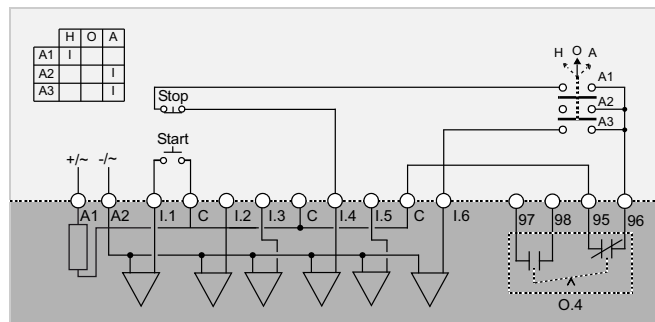 H O A
A1 I
A2 I
A3 I
H O A
A1
A2
A3
Stop
Start
+/~ -/~
A1 A2 I.1 C I.2 I.3 C I.4 I.5 C I.6 97 98 95 96
O.4